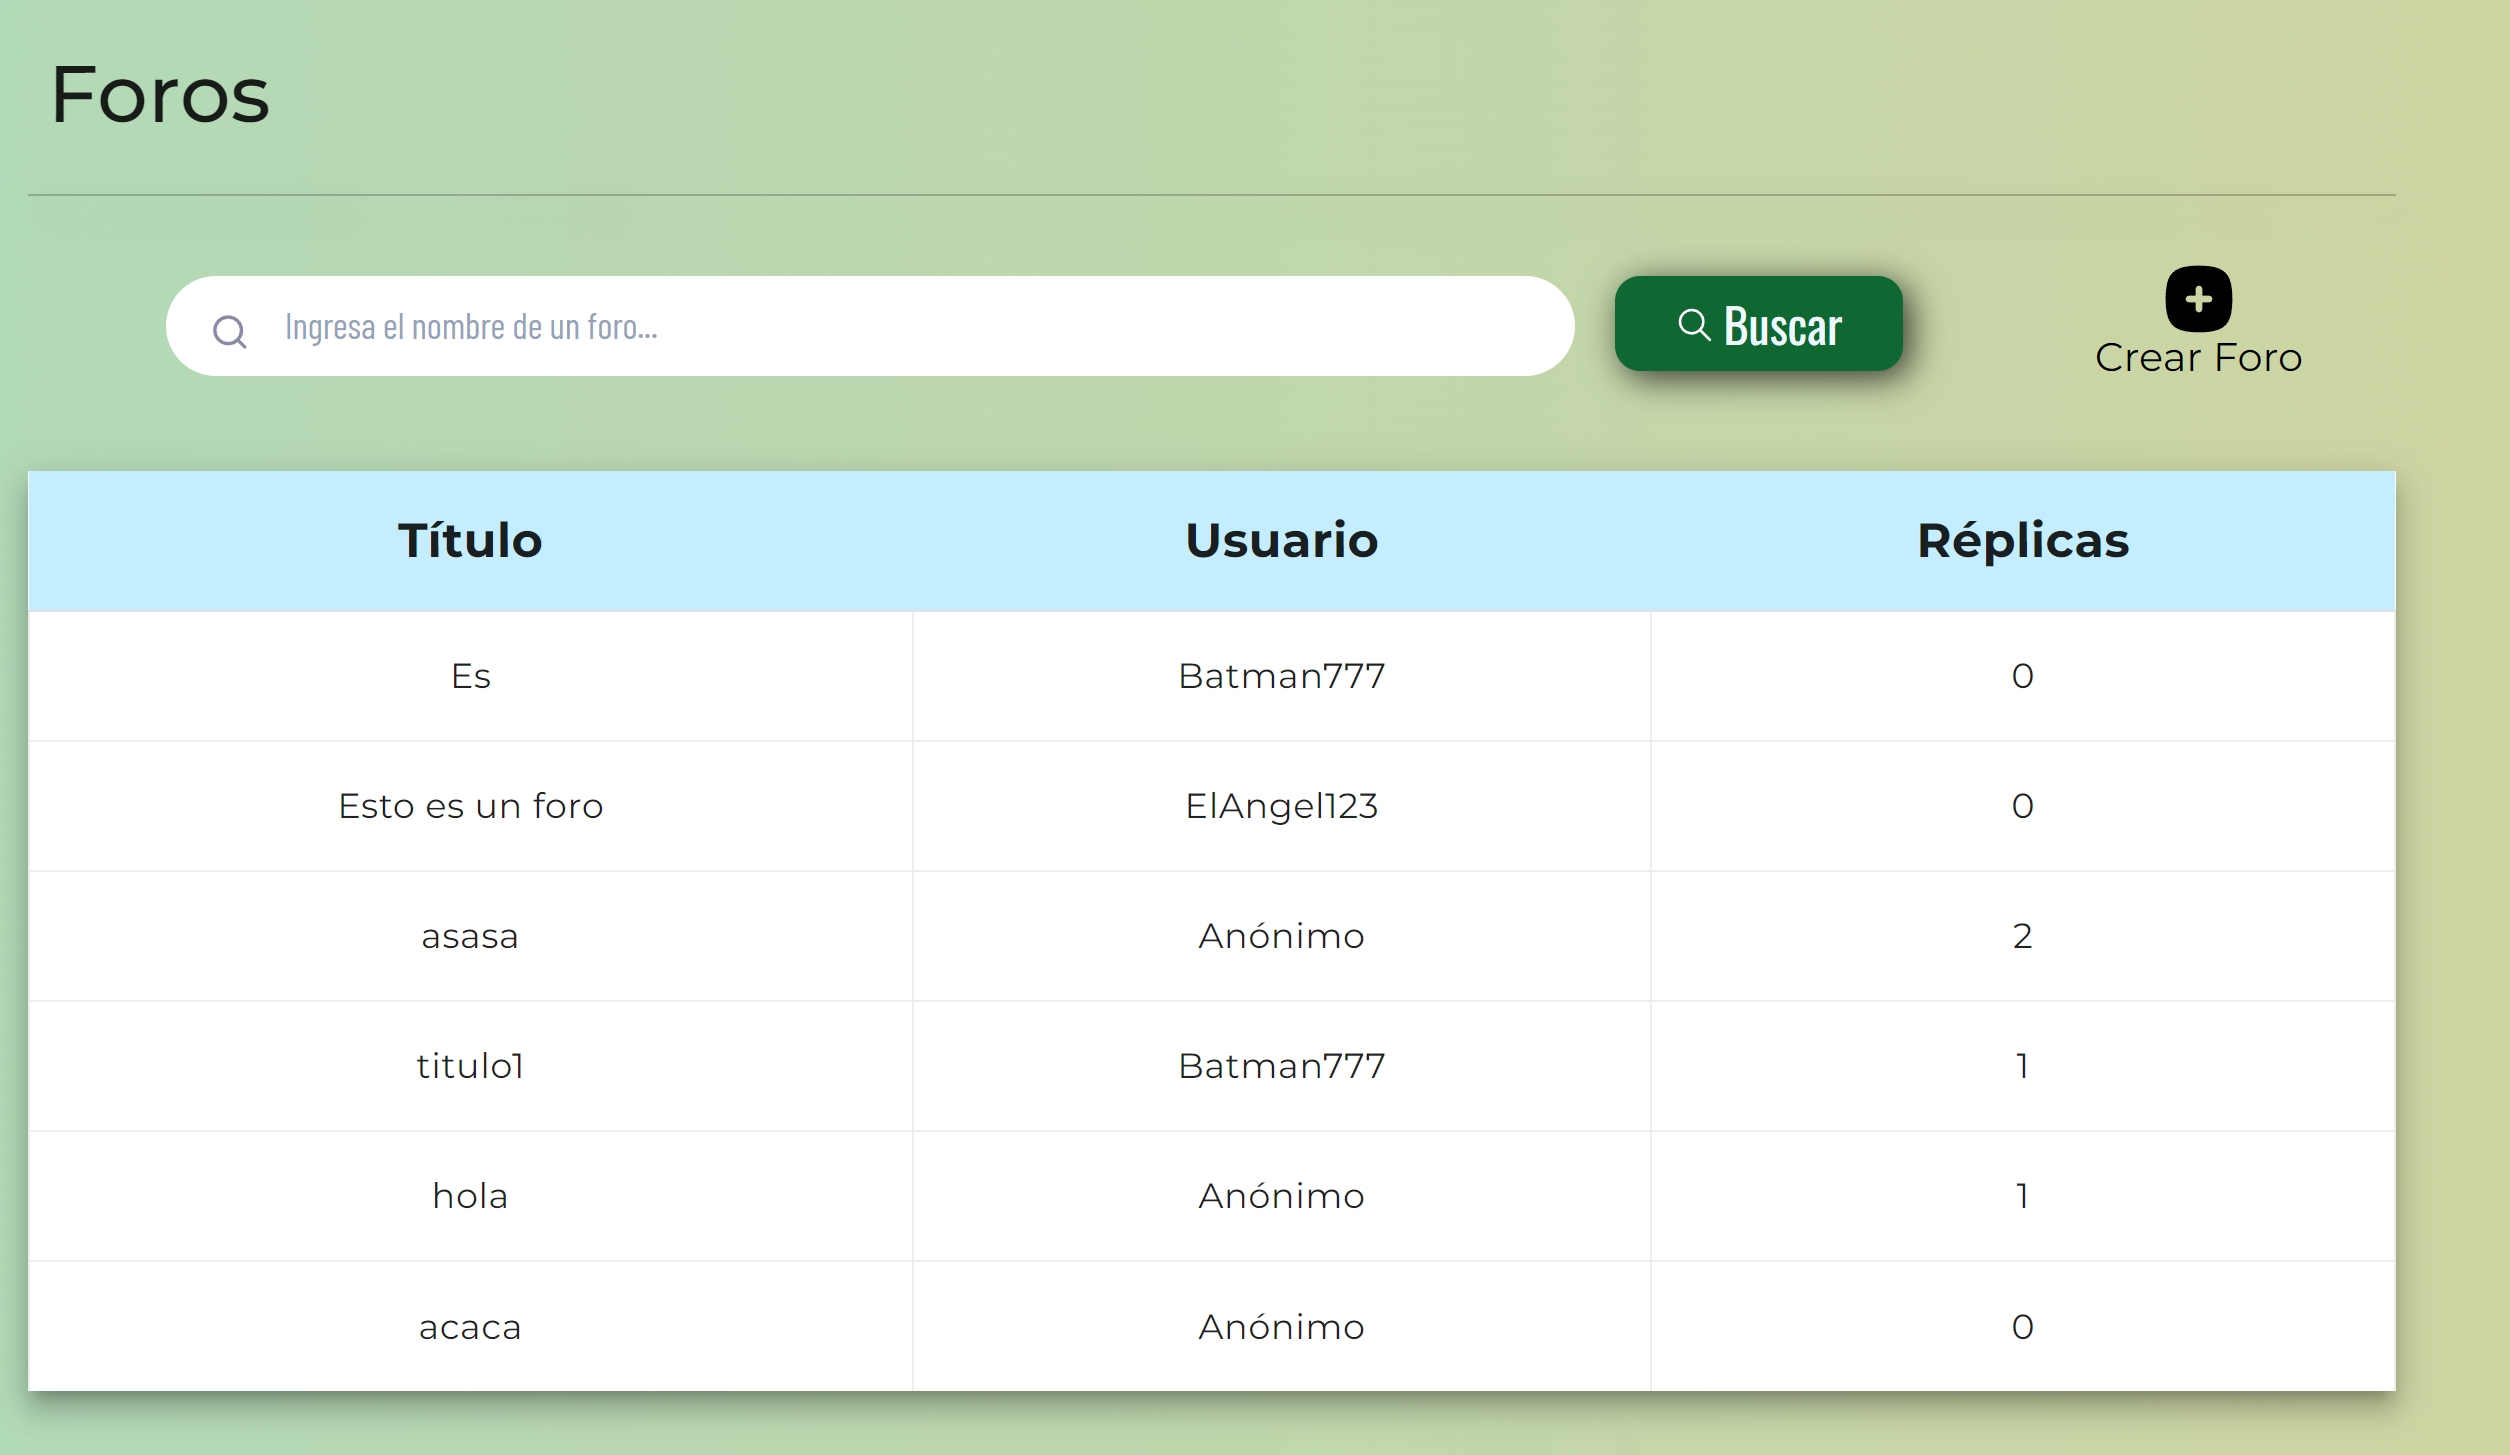 Foros
Ingresa el nombre de un foro...
Buscar
Crear Foro
Título Usuario Réplicas
Es Batman777 0
Esto es un foro ElAngel123 0
asasa Anónimo 2
titulo1 Batman777 1
hola Anónimo 1
acaca Anónimo 0